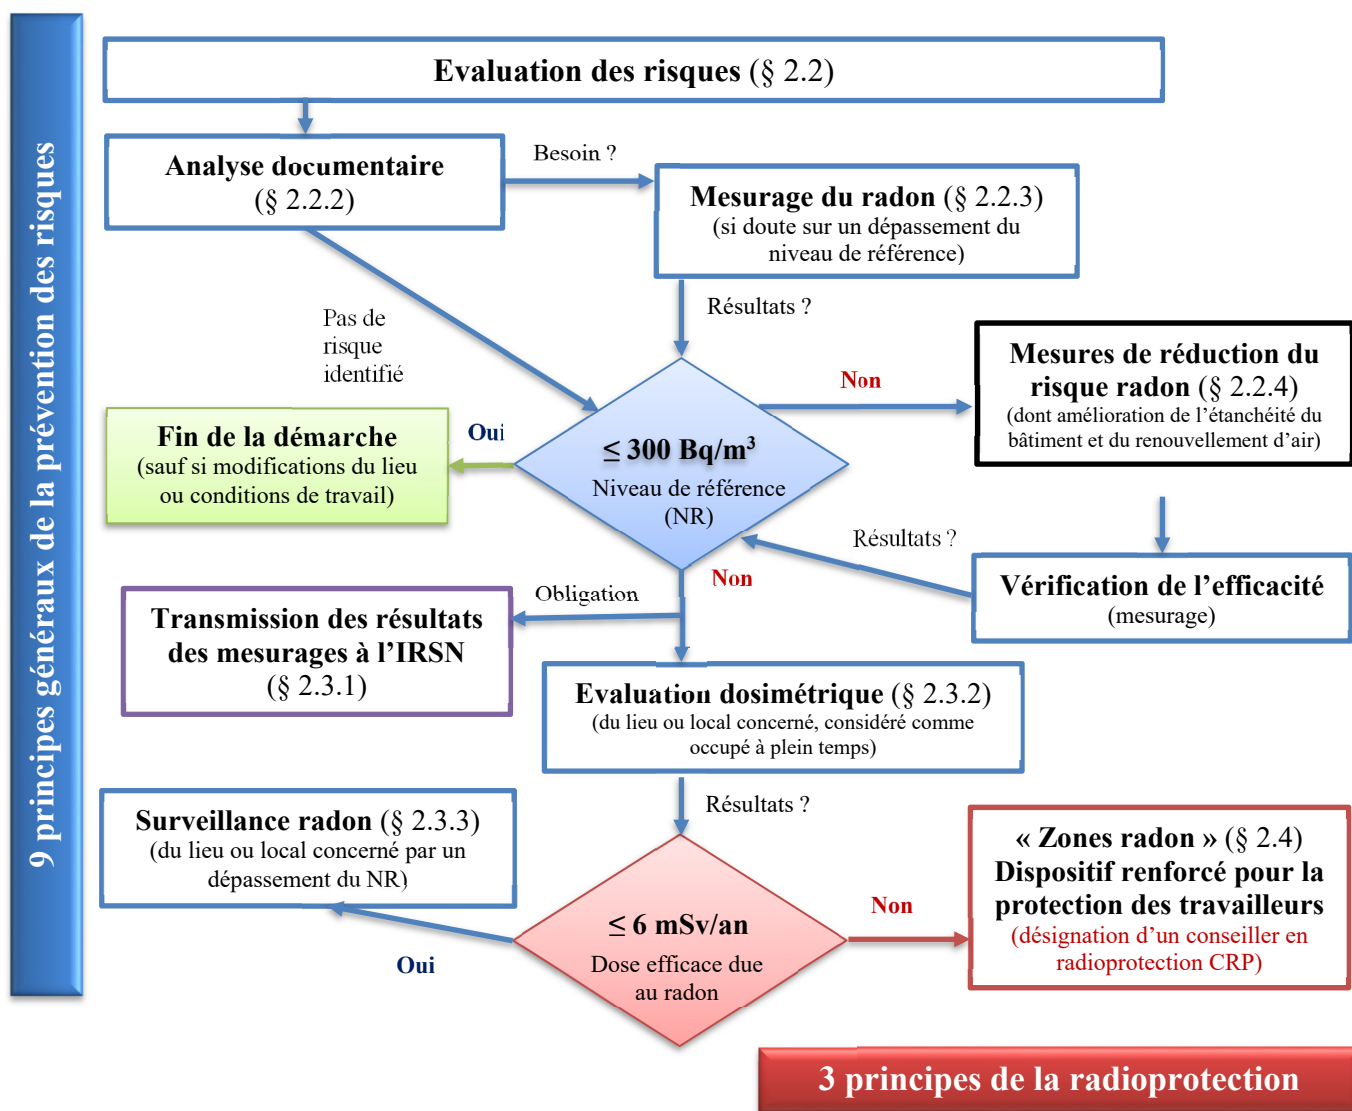 9 principes généraux de la prévention des risques
Evaluation des risques (§ 2.2)
Analyse documentaire
(§ 2.2.2)
Besoin ?
Mesurage du radon (§ 2.2.3)
(si doute sur un dépassement du
niveau de référence)
Pas de
risque
identifié
Résultats ?
Non
Mesures de réduction du
risque radon (§ 2.2.4)
(dont amélioration de l’étanchéité du
bâtiment et du renouvellement d’air)
Fin de la démarche
(sauf si modifications du lieu
ou conditions de travail)
Oui
≤ 300 Bq/m³
Niveau de référence
(NR)
Résultats ?
Vérification de l’efficacité
(mesurage)
Non
Obligation
Transmission des résultats
des mesurages à l’IRSN
(§ 2.3.1)
Evaluation dosimétrique (§ 2.3.2)
(du lieu ou local concerné, considéré comme
occupé à plein temps)
Résultats ?
Surveillance radon (§ 2.3.3)
(du lieu ou local concerné par un
dépassement du NR)
Oui
≤ 6 mSv/an
Dose efficace due
au radon
Non
« Zones radon » (§ 2.4)
Dispositif renforcé pour la
protection des travailleurs
(désignation d’un conseiller en
radioprotection CRP)
3 principes de la radioprotection